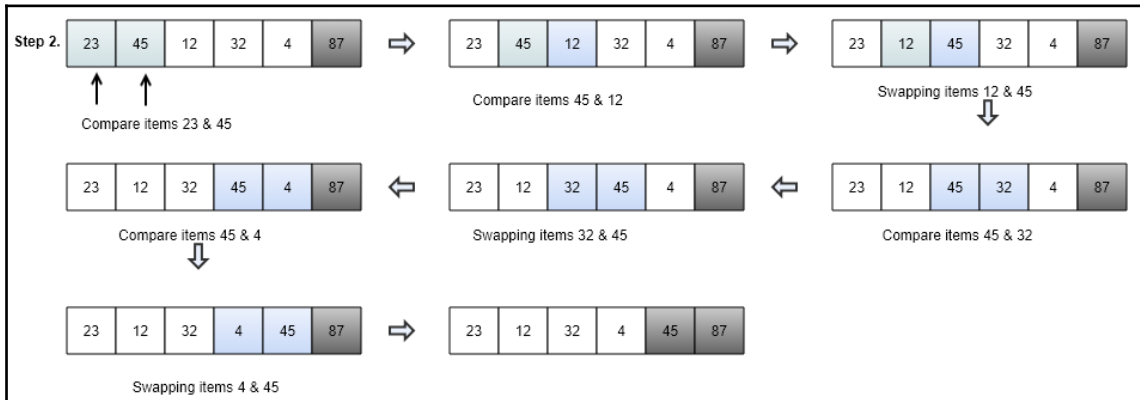 Step 2. 23 45 12 32 4 87
23 45 12 32 4 87
23 12 45 32 4 87
Compare items 23 & 45
Compare items 45 & 12
Swapping items 12 & 45
23 12 32 45 4 87
23 12 32 45 4 87
23 12 45 32 4 87
Compare items 45 & 4
Swapping items 32 & 45
Compare items 45 & 32
23 12 32 4 45 87
23 12 32 4 45 87
Swapping items 4 & 45